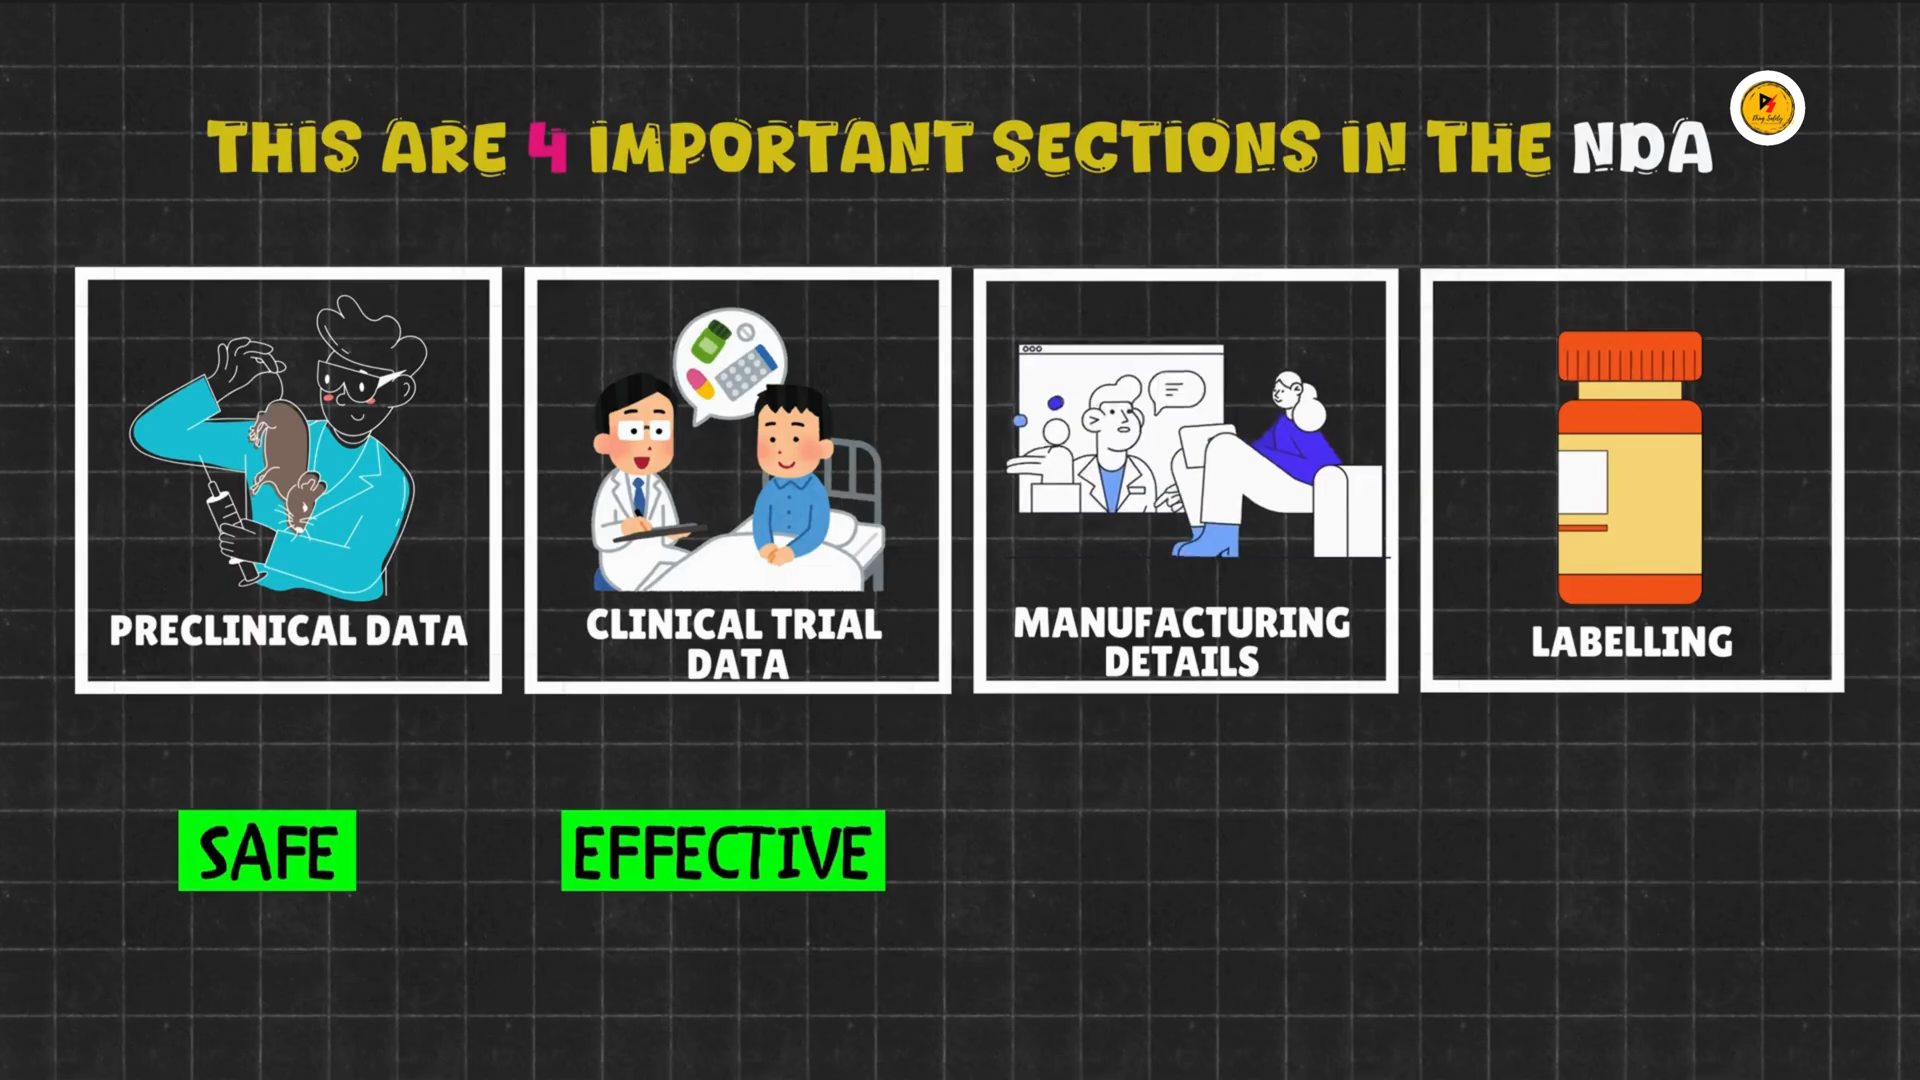 THIS ARE 4 IMPORTANT SECTIONS IN THE NDA
PRECLINICAL DATA
CLINICAL TRIAL
DATA
MANUFACTURING
DETAILS
LABELLING
SAFE
EFFECTIVE